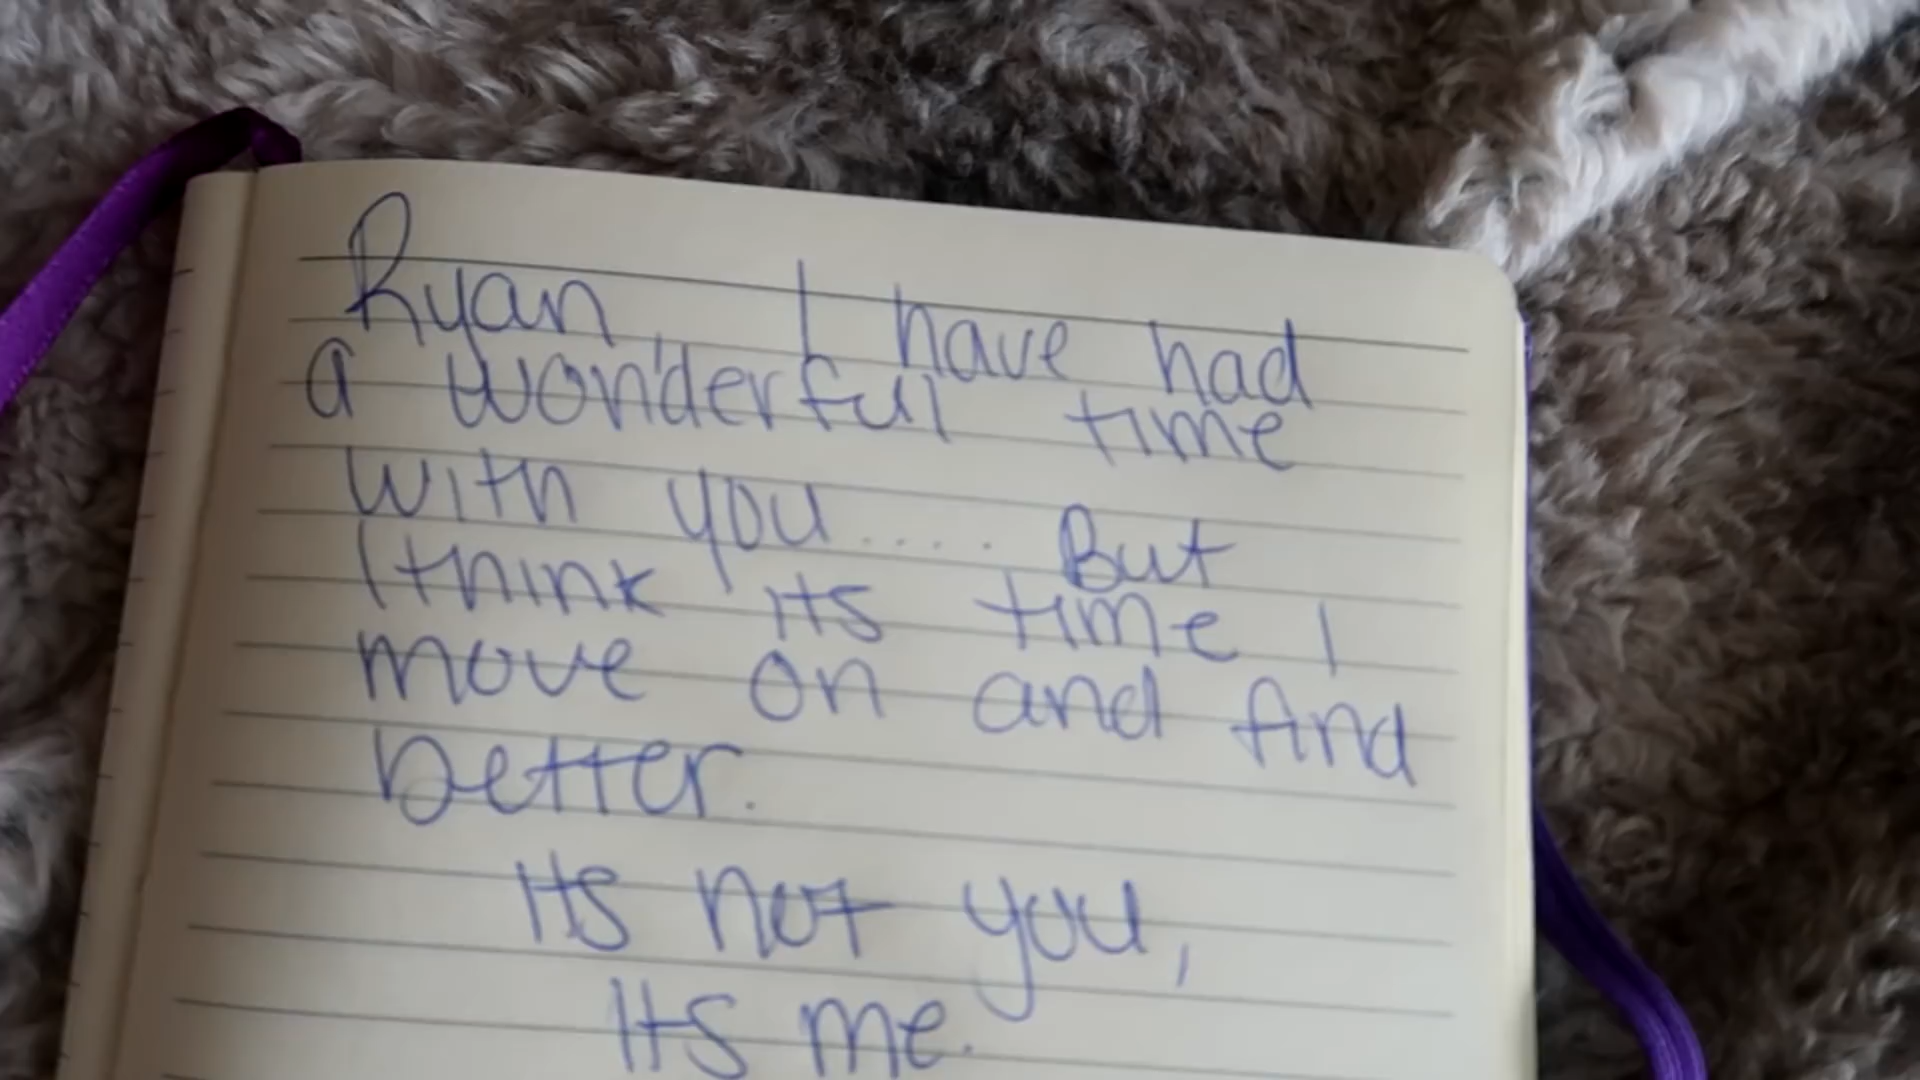 Ryan, I have had
a wonderful time
with you.... But
I think its time I
move on and find
better.
Its not you,
Its me.